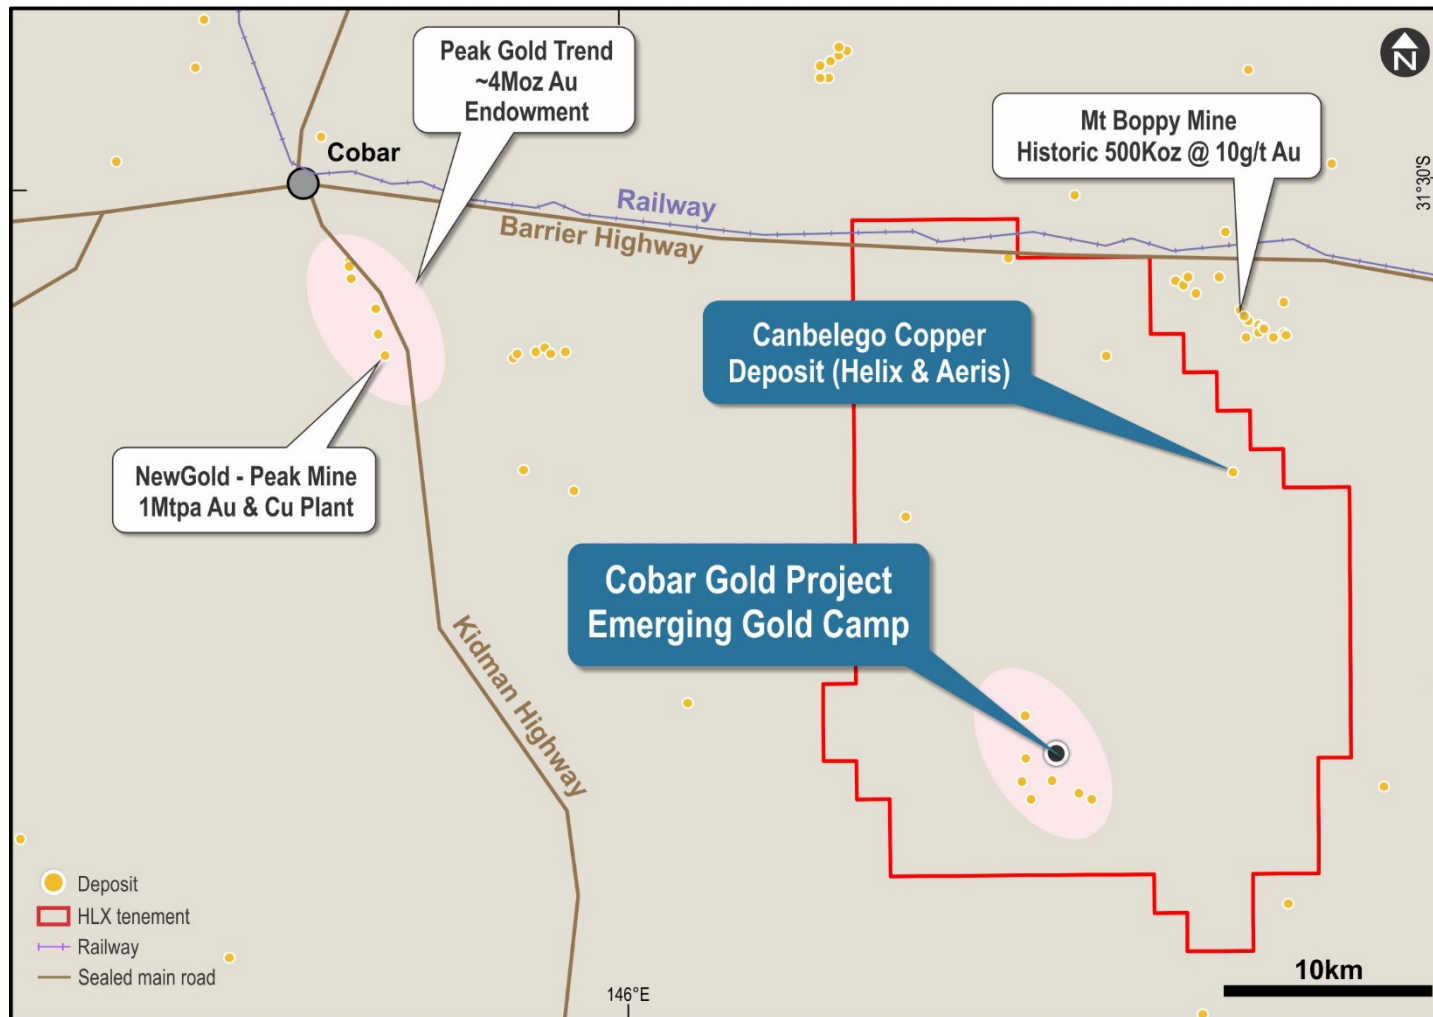 Peak Gold Trend
~4Moz Au
Endowment
N
Mt Boppy Mine
Historic 500Koz @ 10g/t Au
Cobar
31°30'S
Railway
Barrier Highway
Canbelego Copper
Deposit (Helix & Aeris)
NewGold - Peak Mine
1Mtpa Au & Cu Plant
Cobar Gold Project
Emerging Gold Camp
Kidman Highway
Deposit
HLX tenement
Railway
Sealed main road
146°E
10km